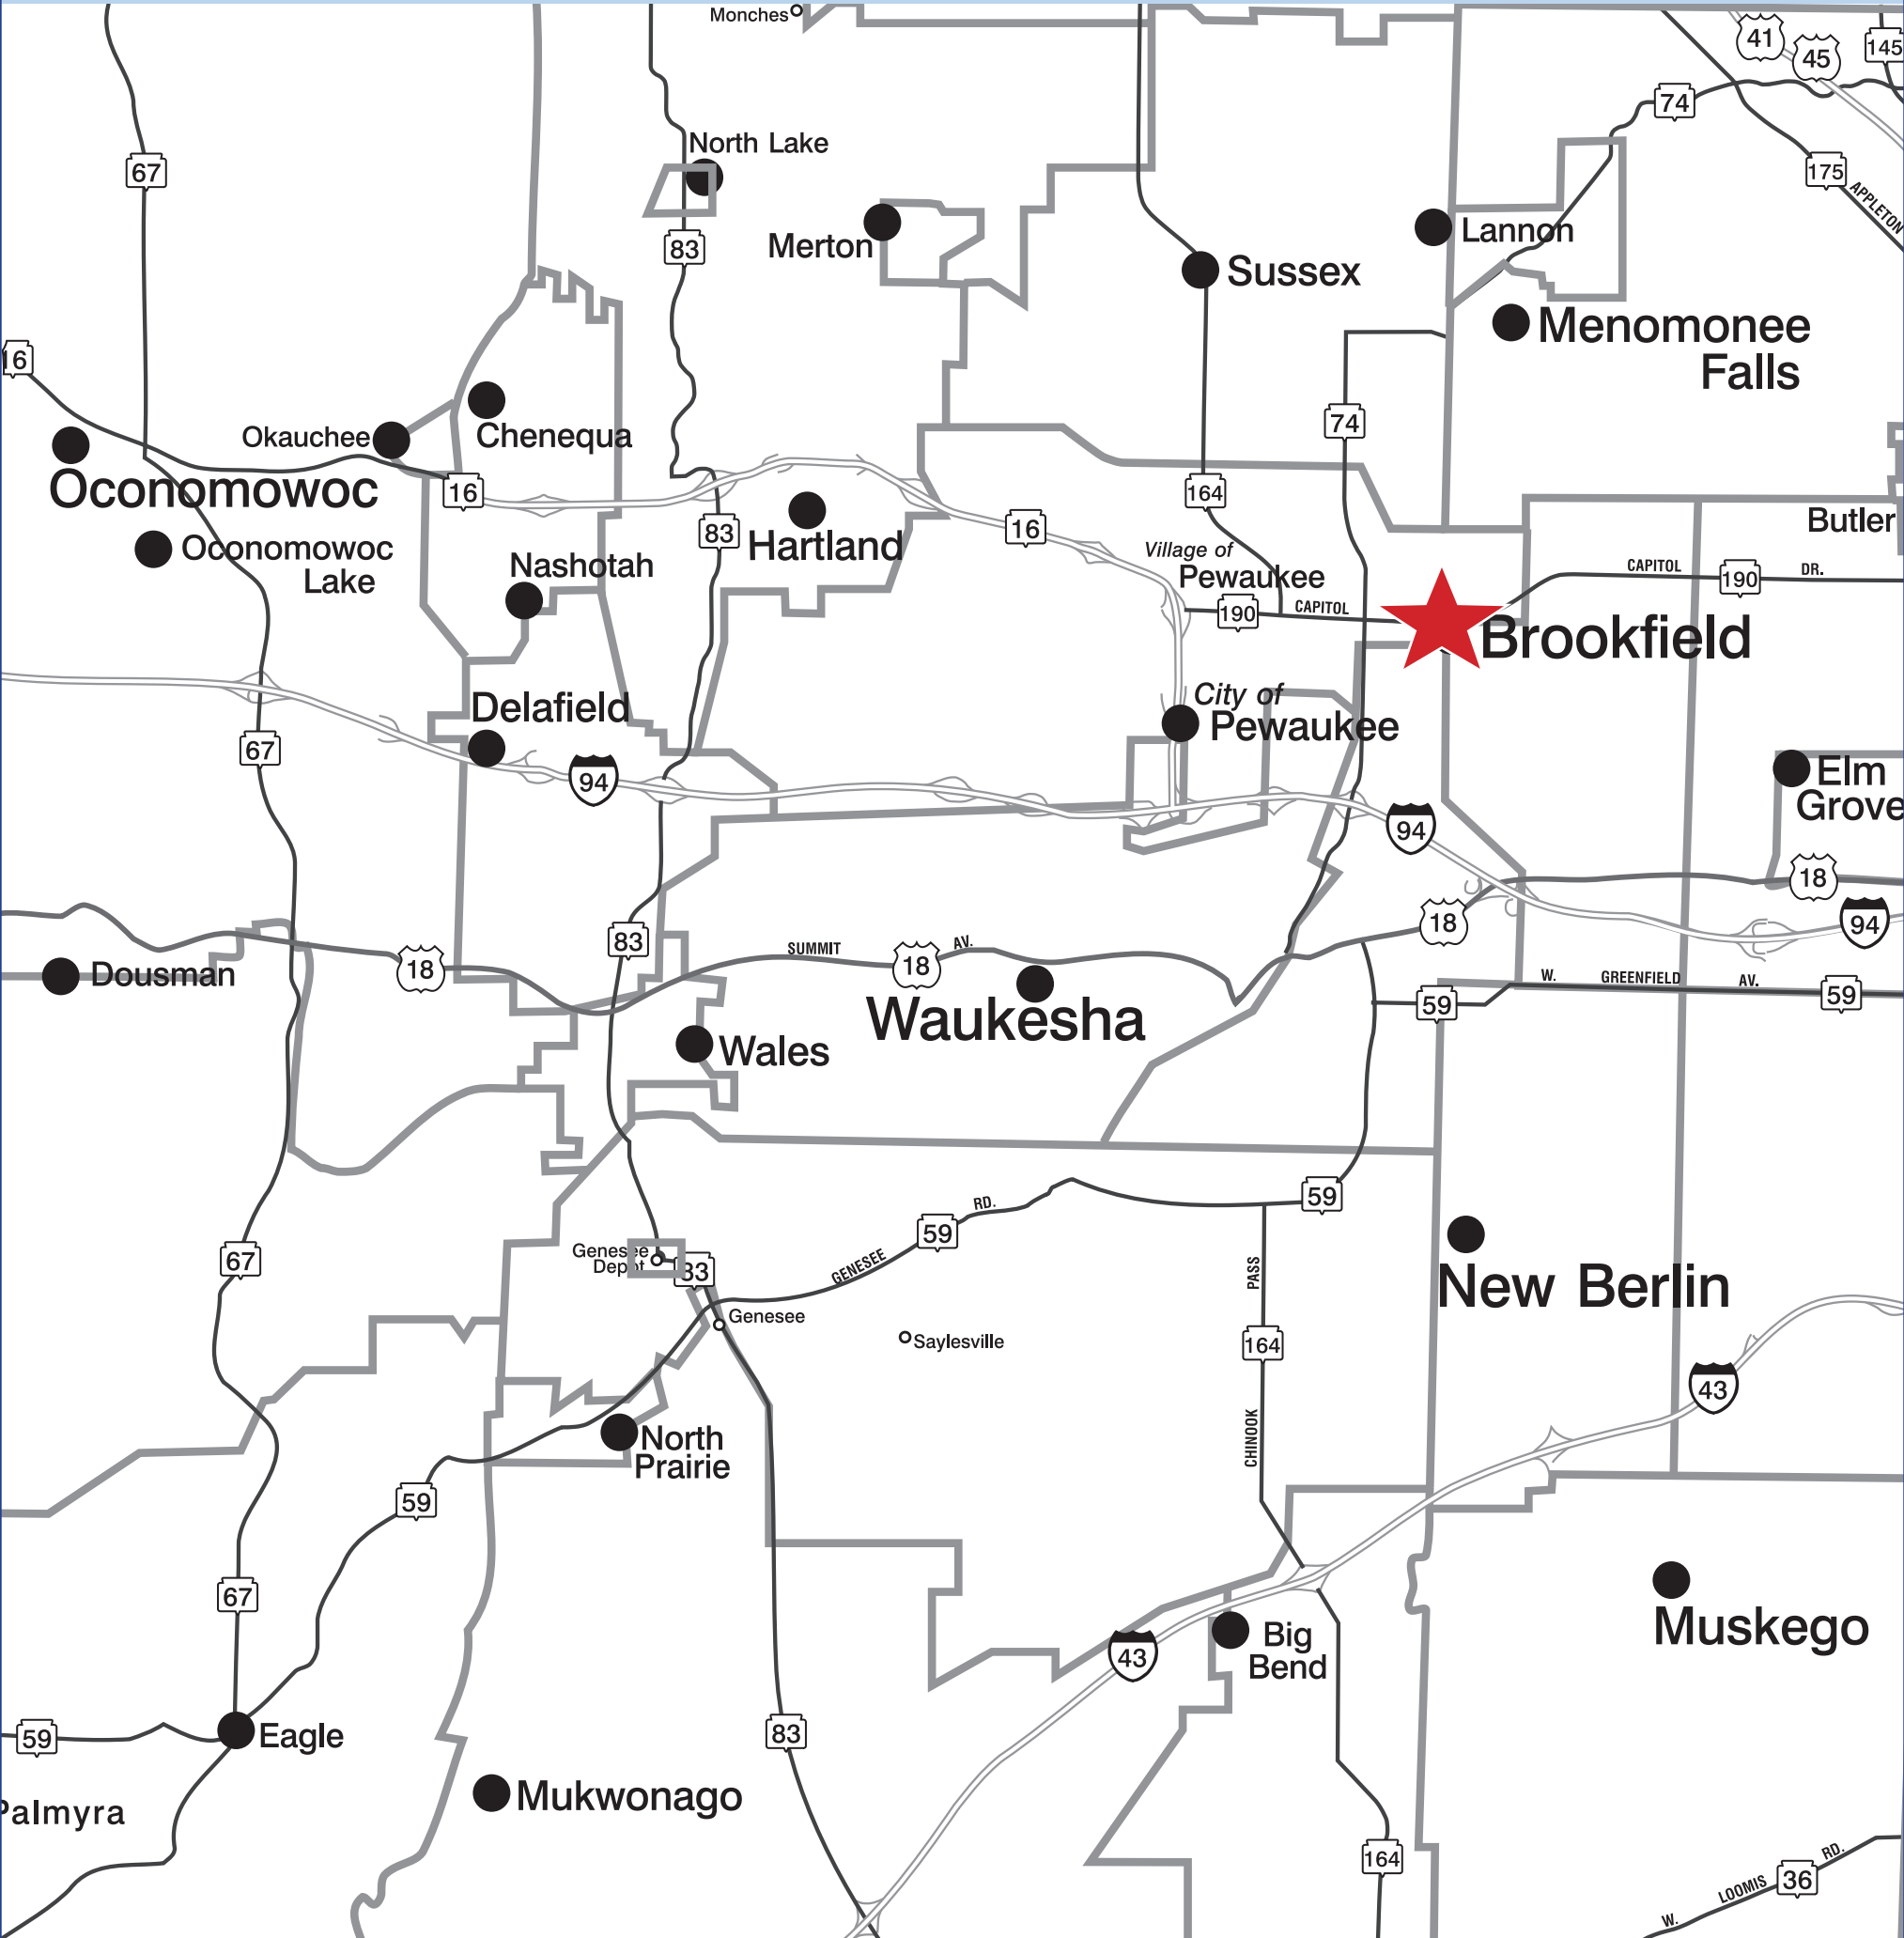 Monches
41
45
145
74
67
North Lake
175
APPLETON
83
Merton
Lannon
Sussex
Menomonee
Falls
16
Chenequa
Okauchee
74
Oconomowoc
16
164
83
Hartland
16
Butler
Oconomowoc
Lake
Nashotah
Village of
Pewaukee
CAPITOL
190
DR.
190
CAPITOL
Brookfield
City of
Pewaukee
Delafield
67
94
Elm
Grove
94
18
18
94
83
SUMMIT
18
AV.
18
Dousman
W.
GREENFIELD
AV.
59
59
Waukesha
Wales
59
RD.
59
GENESEE
67
Genesee
Depot
83
Genesee
PASS
New Berlin
Saylesville
164
43
CHINOOK
North
Prairie
59
67
Muskego
Big
Bend
43
59
Eagle
83
Mukwonago
Palmyra
164
RD.
36
LOOMIS
W.